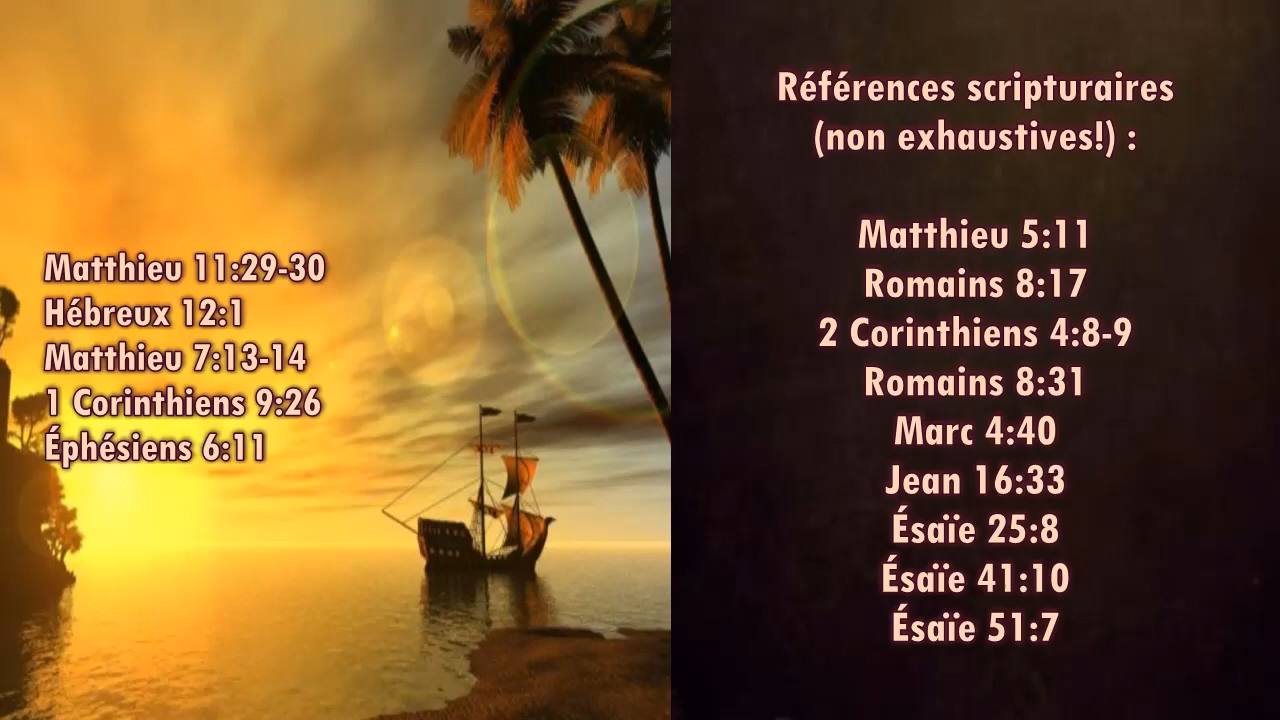 Matthieu 11:29-30
Hébreux 12:1
Matthieu 7:13-14
1 Corinthiens 9:26
Éphésiens 6:11
Références scripturaires
(non exhaustives!) :
Matthieu 5:11
Romains 8:17
2 Corinthiens 4:8-9
Romains 8:31
Marc 4:40
Jean 16:33
Ésaïe 25:8
Ésaïe 41:10
Ésaïe 51:7